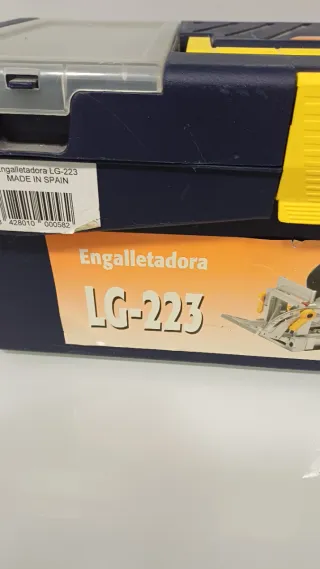 Engalletadora LG-223
MADE IN SPAIN
428010 000582
Engalletadora
LG-223